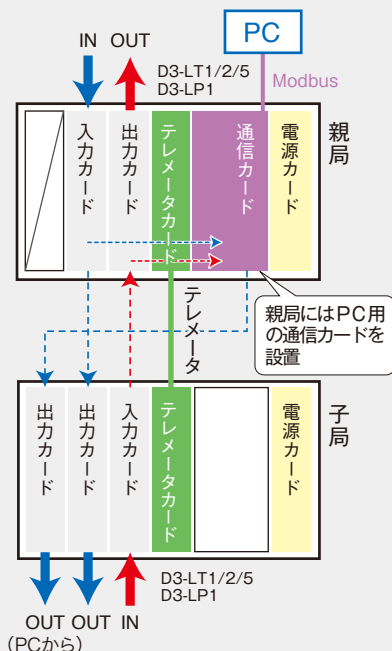 PC
IN
OUT
D3-LT1/2/5
D3-LP1
Modbus
入力カード
出力カード
テレメータカード
通信カード
電源カード
親局
テレメータ
親局にはPC用
の通信カードを
設置
出力カード
出力カード
入力カード
テレメータカード
電源カード
子局
D3-LT1/2/5
D3-LP1
OUT
OUT
IN
(PCから)